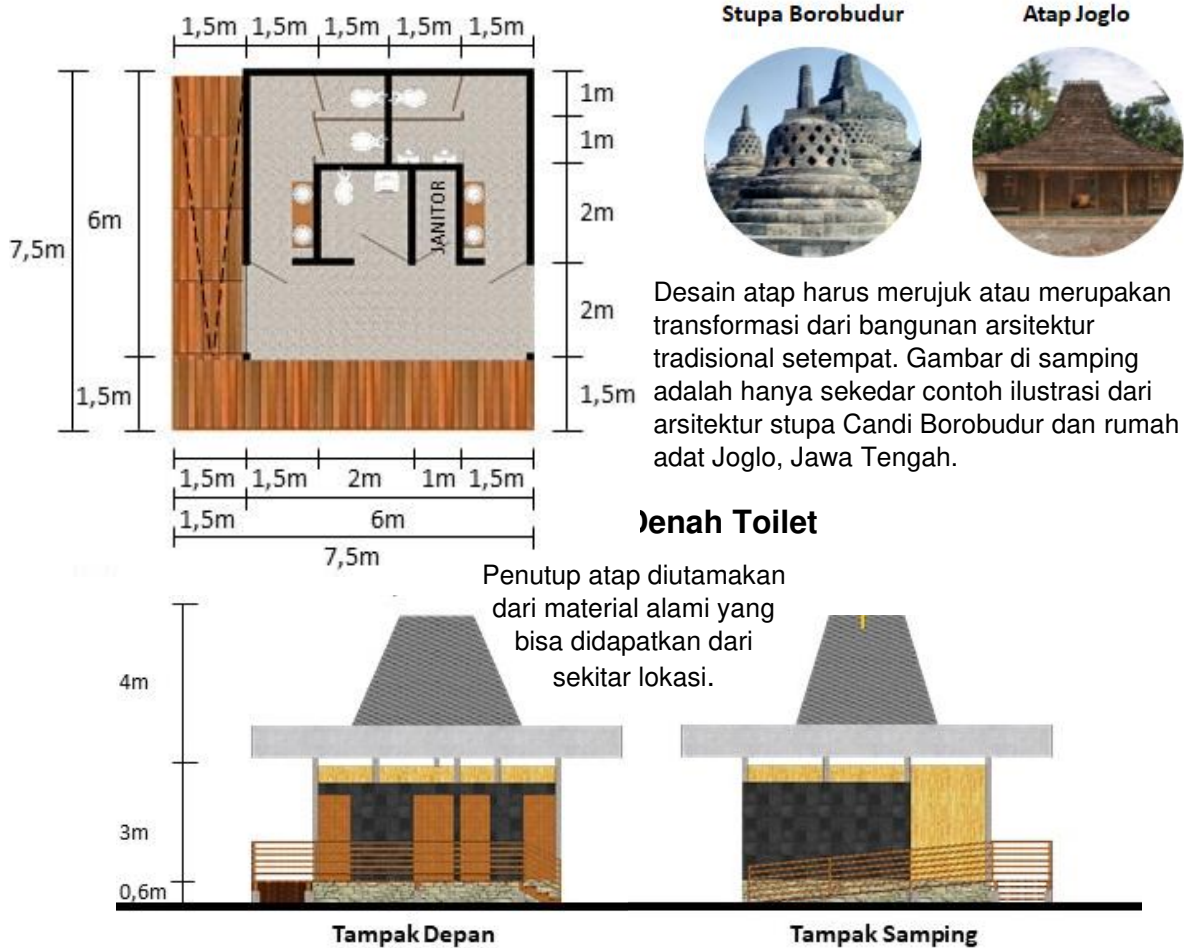 1,5m 1,5m 1,5m 1,5m 1,5m
Stupa Borobudur
Atap Joglo
1m
1m
2m
2m
1,5m
7,5m
6m
1,5m
JANITOR
1,5m 1,5m 2m 1m 1,5m
1,5m 6m
7,5m
Desain atap harus merujuk atau merupakan
transformasi dari bangunan arsitektur
tradisional setempat. Gambar di samping
adalah hanya sekedar contoh ilustrasi dari
arsitektur stupa Candi Borobudur dan rumah
adat Joglo, Jawa Tengah.
Denah Toilet
Penutup atap diutamakan
dari material alami yang
bisa didapatkan dari
sekitar lokasi.
4m
3m
0,6m
Tampak Depan
Tampak Samping